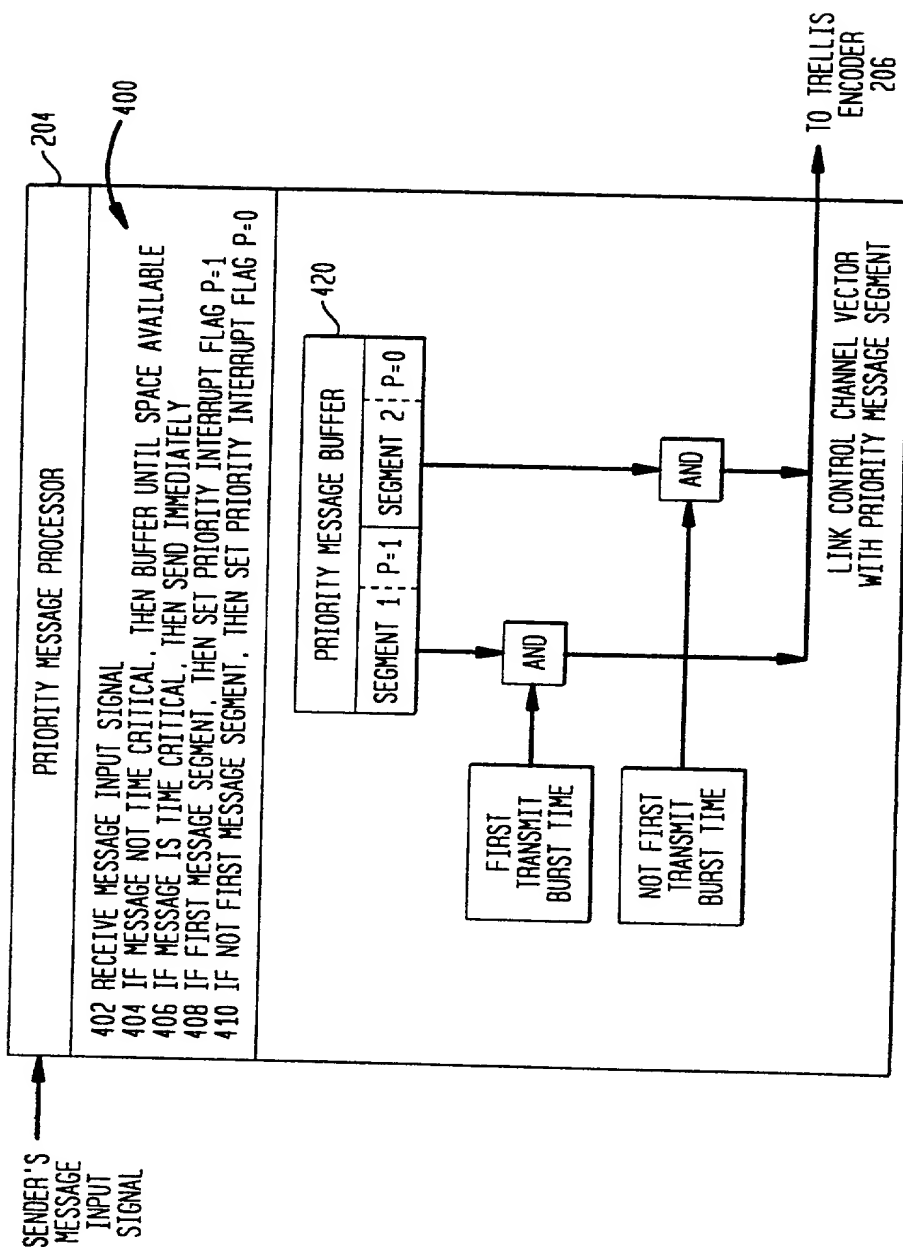 SENDER'S
MESSAGE
INPUT
SIGNAL
204
PRIORITY MESSAGE PROCESSOR
400
402 RECEIVE MESSAGE INPUT SIGNAL
404 IF MESSAGE NOT TIME CRITICAL, THEN BUFFER UNTIL SPACE AVAILABLE
406 IF MESSAGE IS TIME CRITICAL, THEN SEND IMMEDIATELY
408 IF FIRST MESSAGE SEGMENT, THEN SET PRIORITY INTERRUPT FLAG P=1
410 IF NOT FIRST MESSAGE SEGMENT, THEN SET PRIORITY INTERRUPT FLAG P=0
420
PRIORITY MESSAGE BUFFER
SEGMENT 1 P=1 SEGMENT 2 P=0
FIRST
TRANSMIT
BURST TIME
AND
NOT FIRST
TRANSMIT
BURST TIME
AND
TO TRELLIS
ENCODER
206
LINK CONTROL CHANNEL VECTOR
WITH PRIORITY MESSAGE SEGMENT